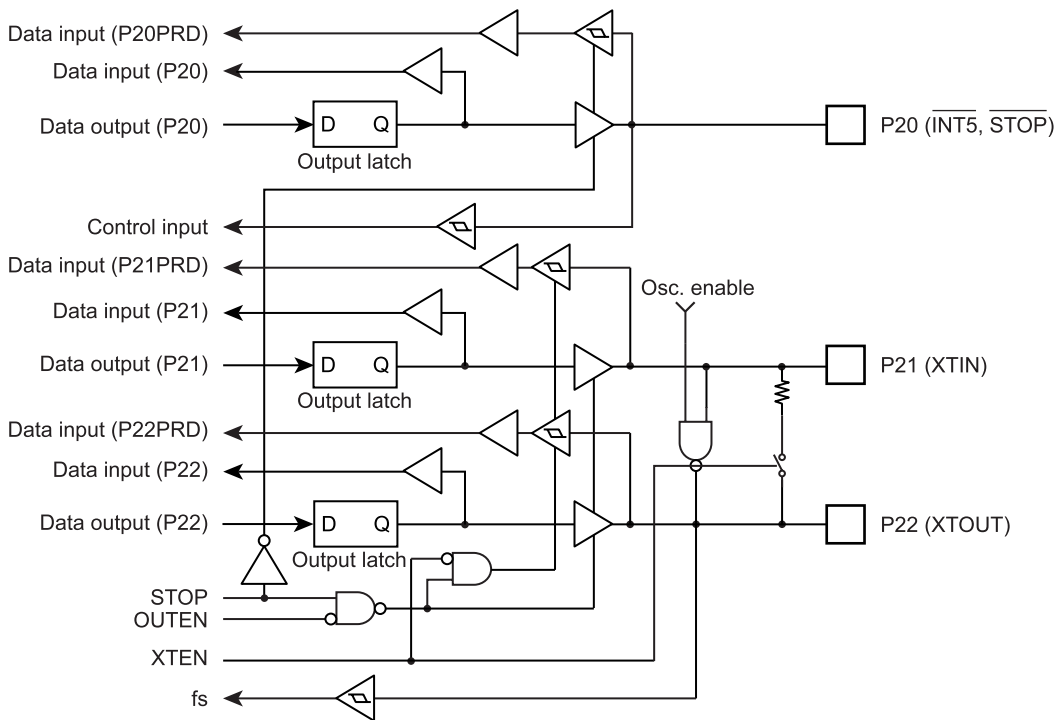 Data input (P20PRD)
Data input (P20)
Data output (P20)
D Q
Output latch
P20 (INT5, STOP)
Control input
Data input (P21PRD)
Osc. enable
Data input (P21)
Data output (P21)
D Q
Output latch
P21 (XTIN)
Data input (P22PRD)
Data input (P22)
Data output (P22)
D Q
Output latch
P22 (XTOUT)
STOP
OUTEN
XTEN
fs